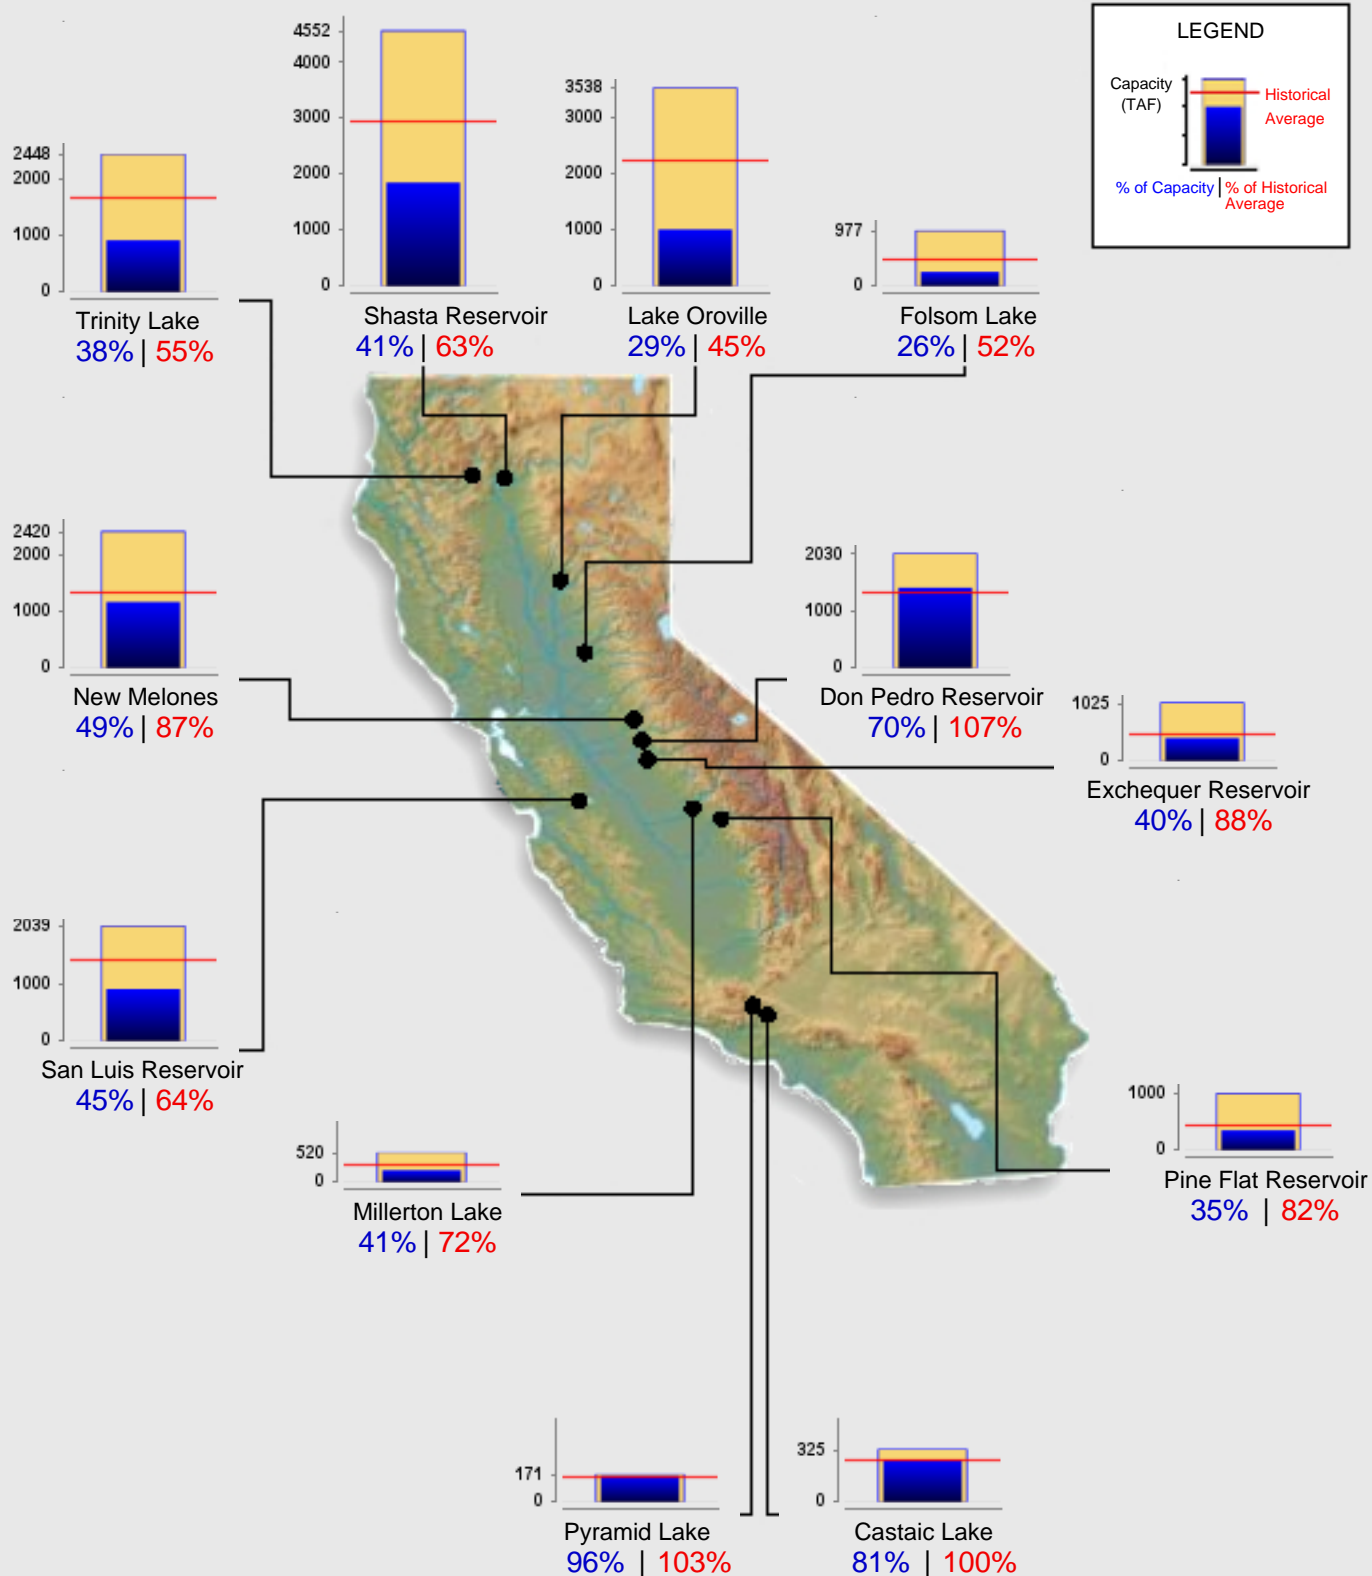 LEGEND
Capacity
(TAF)
Historical
Average
% of Capacity | % of Historical
Average
4552
4000
3000
2000
1000
0
Shasta Reservoir
41% | 63%
3538
3000
2000
1000
0
Lake Oroville
29% | 45%
2448
2000
1000
0
Trinity Lake
38% | 55%
977
0
Folsom Lake
26% | 52%
2420
2000
1000
0
New Melones
49% | 87%
2030
1000
0
Don Pedro Reservoir
70% | 107%
1025
0
Exchequer Reservoir
40% | 88%
2039
1000
0
San Luis Reservoir
45% | 64%
520
0
Millerton Lake
41% | 72%
1000
0
Pine Flat Reservoir
35% | 82%
171
0
Pyramid Lake
96% | 103%
325
0
Castaic Lake
81% | 100%